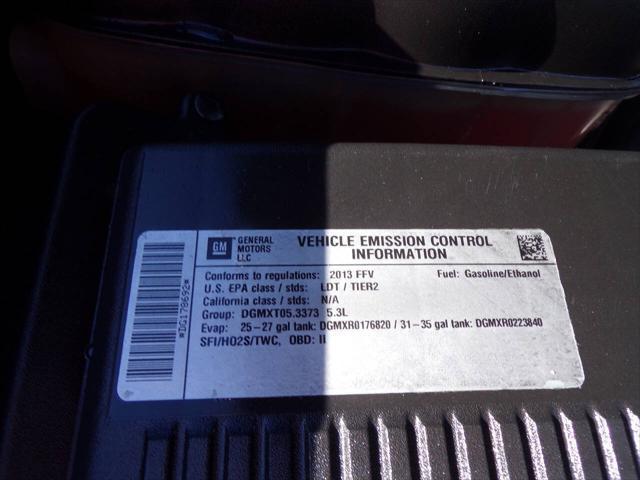 GM
GENERAL
MOTORS
LLC
VEHICLE EMISSION CONTROL
INFORMATION
Conforms to regulations: 2013 FFV Fuel: Gasoline/Ethanol
U.S. EPA class / stds: LDT / TIER2
California class / stds: N/A
Group: DGMXT05.3373 5.3L
Evap: 25-27 gal tank: DGMXR0176820 / 31-35 gal tank: DGMXR0223840
SFI/HO2S/TWC, OBD: II
*DG178692*